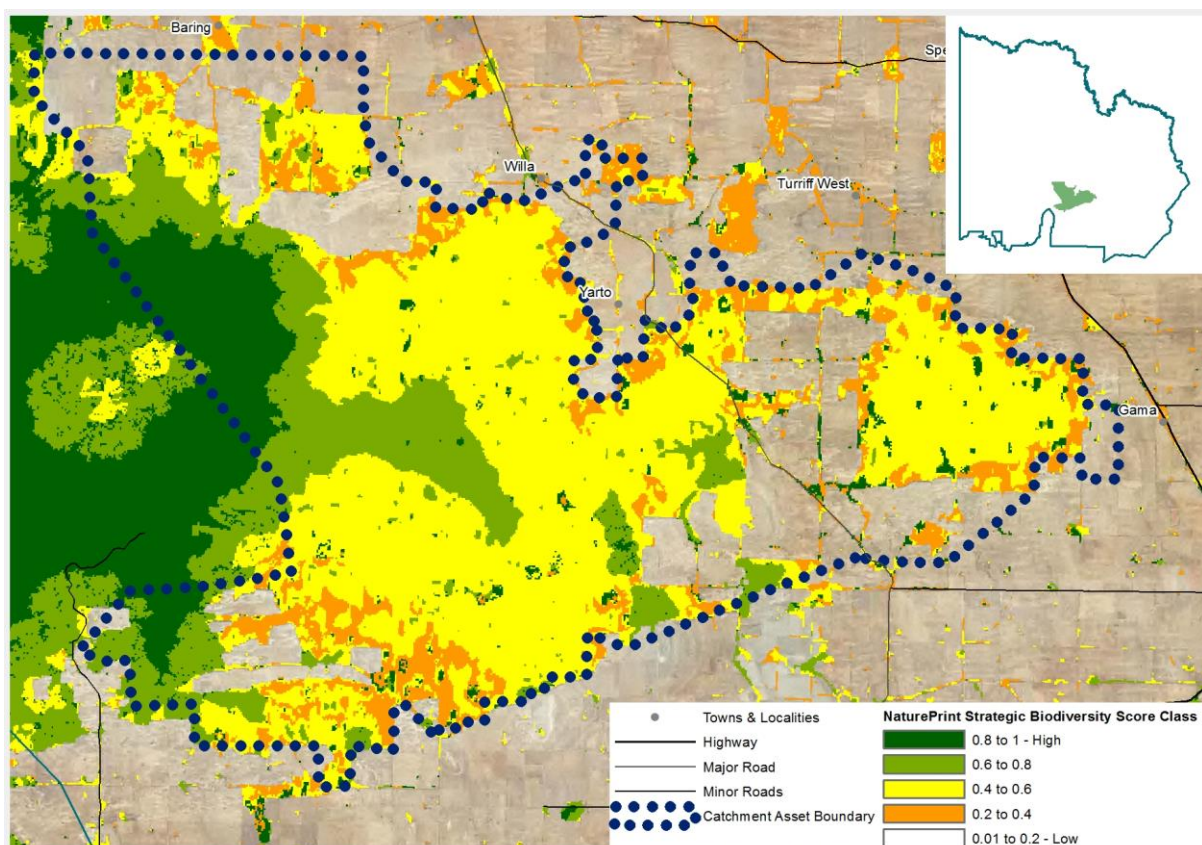 Baring
Spe
Willa
Turriff West
Yarto
Gama
Towns & Localities
Highway
Major Road
Minor Roads
Catchment Asset Boundary
NaturePrint Strategic Biodiversity Score Class
0.8 to 1 - High
0.6 to 0.8
0.4 to 0.6
0.2 to 0.4
0.01 to 0.2 - Low